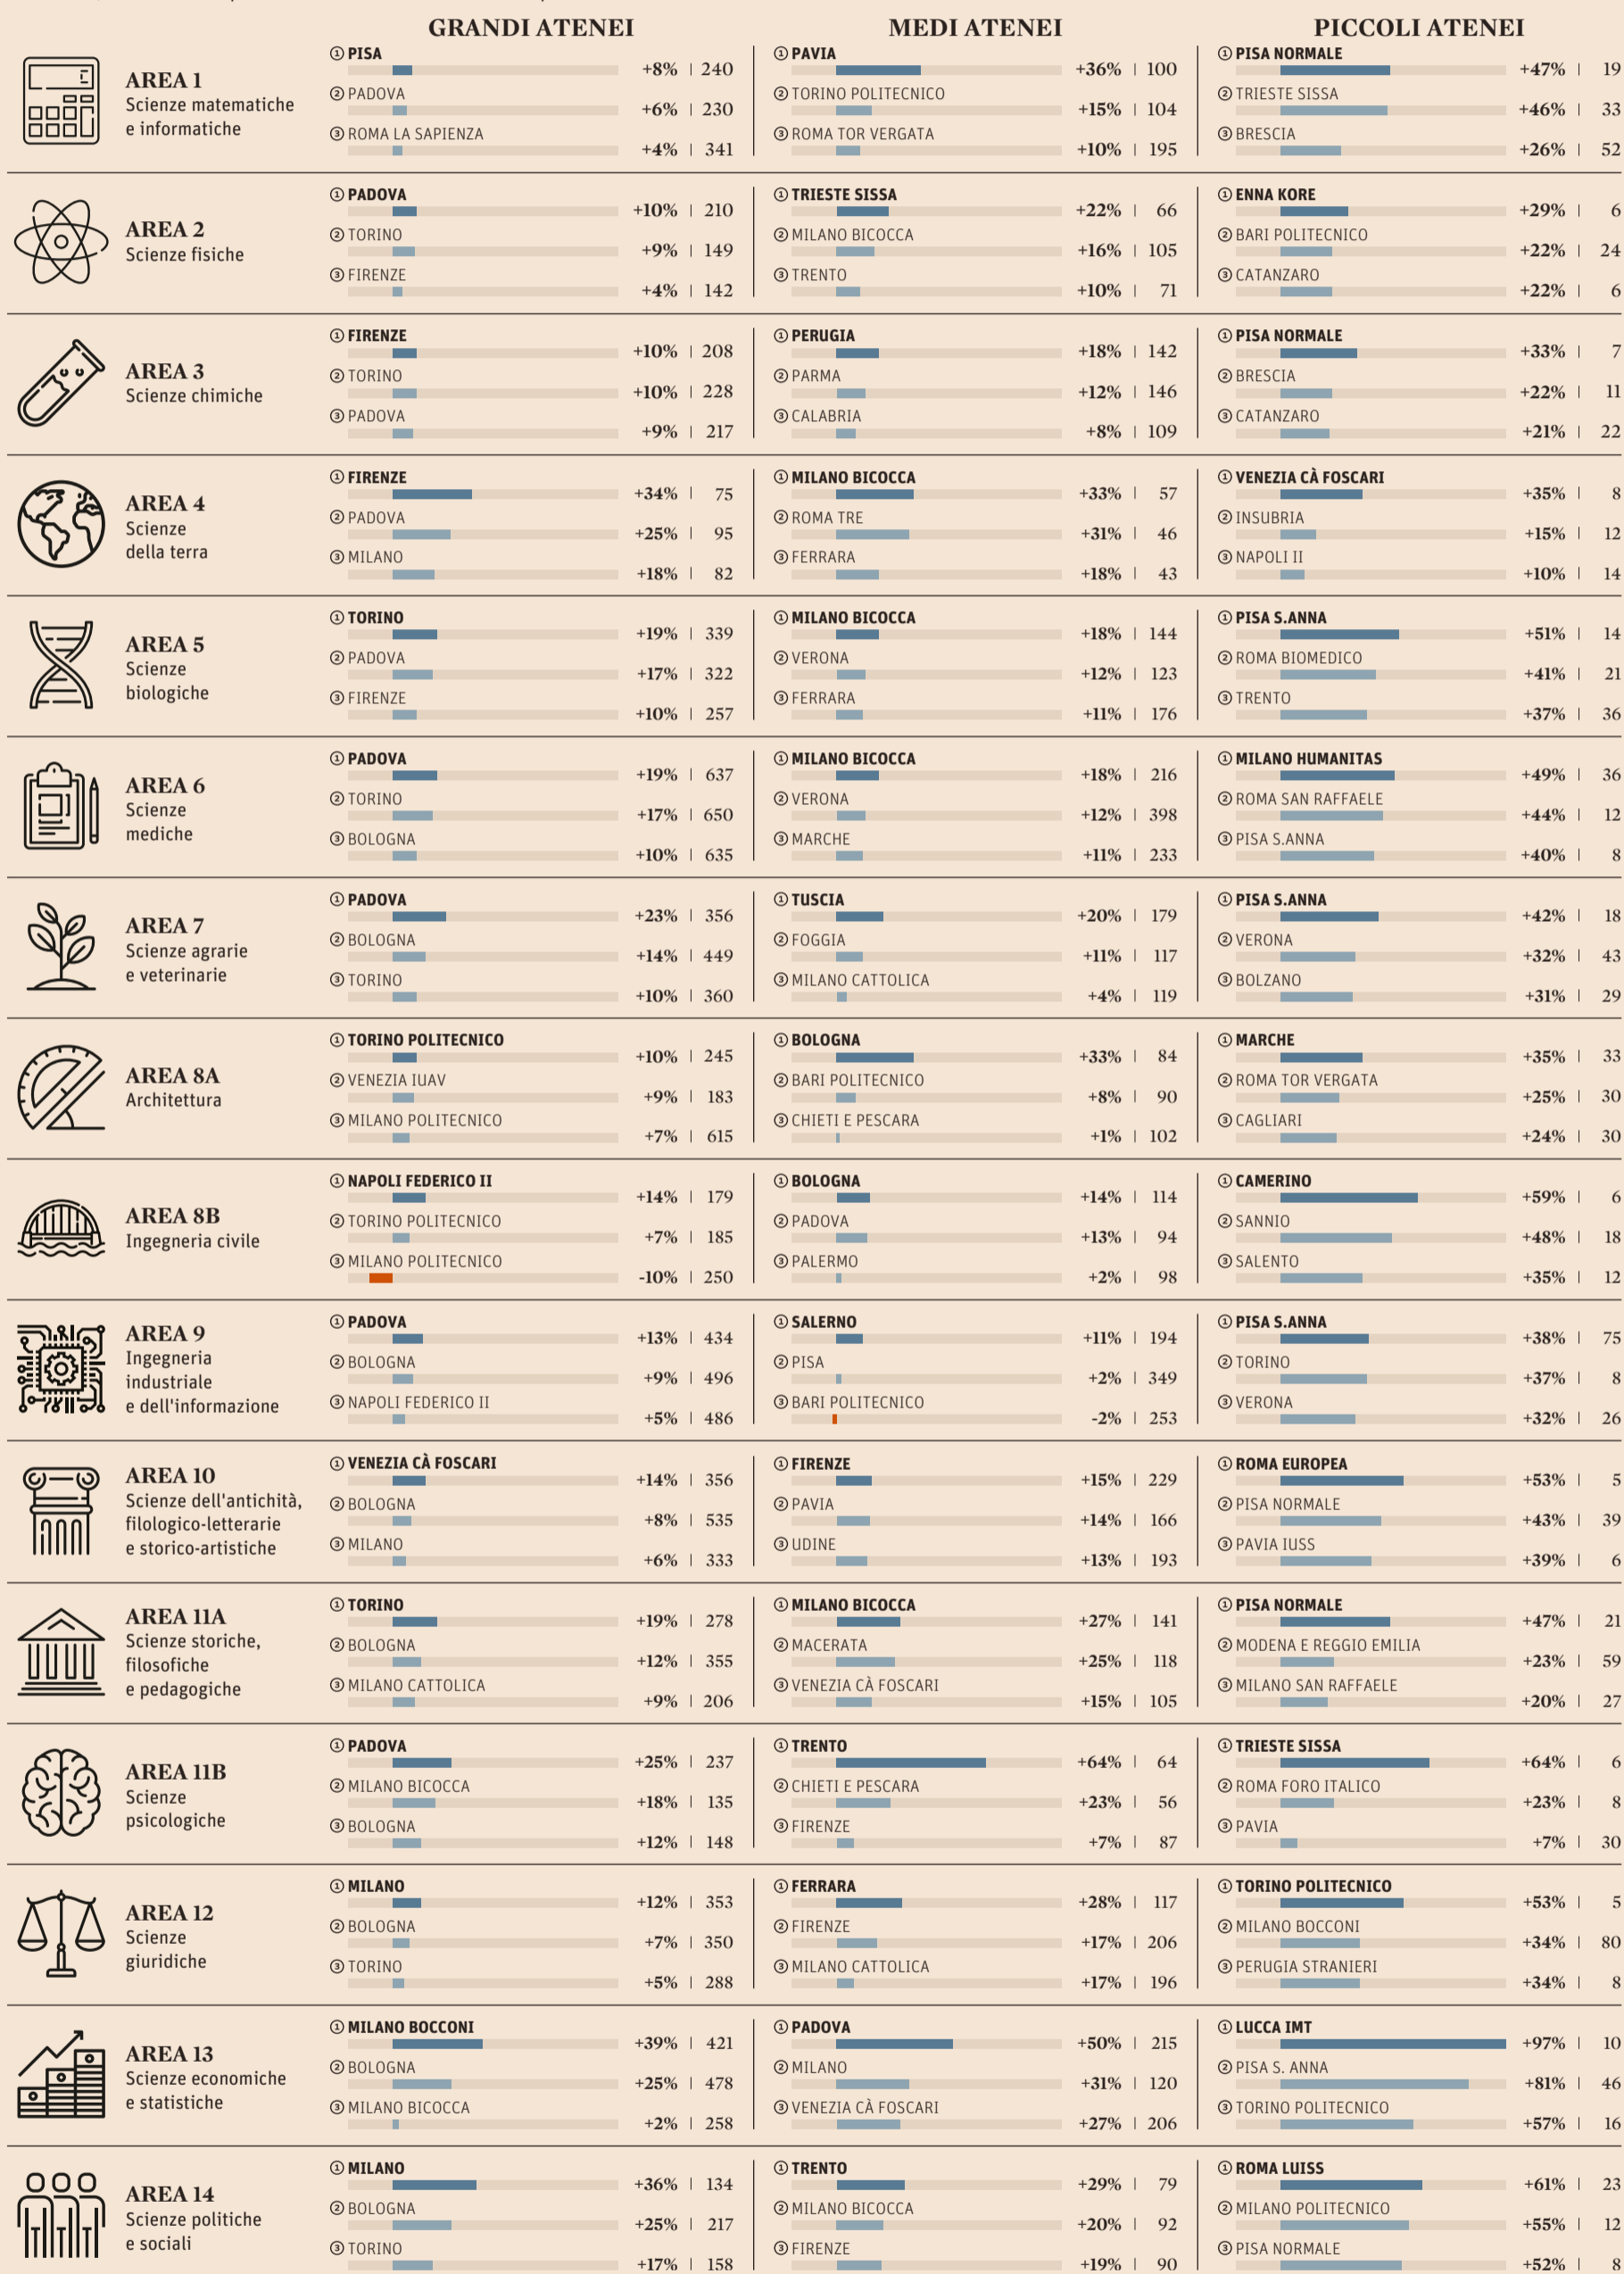 GRANDI ATENEI
MEDI ATENEI
PICCOLI ATENEI
AREA 1
Scienze matematiche
e informatiche
① PISA
+8% | 240
② PADOVA
+6% | 230
③ ROMA LA SAPIENZA
+4% | 341
① PAVIA
+36% | 100
② TORINO POLITECNICO
+15% | 104
③ ROMA TOR VERGATA
+10% | 195
① PISA NORMALE
+47% | 19
② TRIESTE SISSA
+46% | 33
③ BRESCIA
+26% | 52
AREA 2
Scienze fisiche
① PADOVA
+10% | 210
② TORINO
+9% | 149
③ FIRENZE
+4% | 142
① TRIESTE SISSA
+22% | 66
② MILANO BICOCCA
+16% | 105
③ TRENTO
+10% | 71
① ENNA KORE
+29% | 6
② BARI POLITECNICO
+22% | 24
③ CATANZARO
+22% | 6
AREA 3
Scienze chimiche
① FIRENZE
+10% | 208
② TORINO
+10% | 228
③ PADOVA
+9% | 217
① PERUGIA
+18% | 142
② PARMA
+12% | 146
③ CALABRIA
+8% | 109
① PISA NORMALE
+33% | 7
② BRESCIA
+22% | 11
③ CATANZARO
+21% | 22
AREA 4
Scienze
della terra
① FIRENZE
+34% | 75
② PADOVA
+25% | 95
③ MILANO
+18% | 82
① MILANO BICOCCA
+33% | 57
② ROMA TRE
+31% | 46
③ FERRARA
+18% | 43
① VENEZIA CÀ FOSCARI
+35% | 8
② INSUBRIA
+15% | 12
③ NAPOLI II
+10% | 14
AREA 5
Scienze
biologiche
① TORINO
+19% | 339
② PADOVA
+17% | 322
③ FIRENZE
+10% | 257
① MILANO BICOCCA
+18% | 144
② VERONA
+12% | 123
③ FERRARA
+11% | 176
① PISA S.ANNA
+51% | 14
② ROMA BIOMEDICO
+41% | 21
③ TRENTO
+37% | 36
AREA 6
Scienze
mediche
① PADOVA
+19% | 637
② TORINO
+17% | 650
③ BOLOGNA
+10% | 635
① MILANO BICOCCA
+18% | 216
② VERONA
+12% | 398
③ MARCHE
+11% | 233
① MILANO HUMANITAS
+49% | 36
② ROMA SAN RAFFAELE
+44% | 12
③ PISA S.ANNA
+40% | 8
AREA 7
Scienze agrarie
e veterinarie
① PADOVA
+23% | 356
② BOLOGNA
+14% | 449
③ TORINO
+10% | 360
① TUSCIA
+20% | 179
② FOGGIA
+11% | 117
③ MILANO CATTOLICA
+4% | 119
① PISA S.ANNA
+42% | 18
② VERONA
+32% | 43
③ BOLZANO
+31% | 29
AREA 8A
Architettura
① TORINO POLITECNICO
+10% | 245
② VENEZIA IUAV
+9% | 183
③ MILANO POLITECNICO
+7% | 615
① BOLOGNA
+33% | 84
② BARI POLITECNICO
+8% | 90
③ CHIETI E PESCARA
+1% | 102
① MARCHE
+35% | 33
② ROMA TOR VERGATA
+25% | 30
③ CAGLIARI
+24% | 30
AREA 8B
Ingegneria civile
① NAPOLI FEDERICO II
+14% | 179
② TORINO POLITECNICO
+7% | 185
③ MILANO POLITECNICO
-10% | 250
① BOLOGNA
+14% | 114
② PADOVA
+13% | 94
③ PALERMO
+2% | 98
① CAMERINO
+59% | 6
② SANNIO
+48% | 18
③ SALENTO
+35% | 12
AREA 9
Ingegneria
industriale
e dell'informazione
① PADOVA
+13% | 434
② BOLOGNA
+9% | 496
③ NAPOLI FEDERICO II
+5% | 486
① SALERNO
+11% | 194
② PISA
+2% | 349
③ BARI POLITECNICO
-2% | 253
① PISA S.ANNA
+38% | 75
② TORINO
+37% | 8
③ VERONA
+32% | 26
AREA 10
Scienze dell'antichità,
filologico-letterarie
e storico-artistiche
① VENEZIA CÀ FOSCARI
+14% | 356
② BOLOGNA
+8% | 535
③ MILANO
+6% | 333
① FIRENZE
+15% | 229
② PAVIA
+14% | 166
③ UDINE
+13% | 193
① ROMA EUROPEA
+53% | 5
② PISA NORMALE
+43% | 39
③ PAVIA IUSS
+39% | 6
AREA 11A
Scienze storiche,
filosofiche
e pedagogiche
① TORINO
+19% | 278
② BOLOGNA
+12% | 355
③ MILANO CATTOLICA
+9% | 206
① MILANO BICOCCA
+27% | 141
② MACERATA
+25% | 118
③ VENEZIA CÀ FOSCARI
+15% | 105
① PISA NORMALE
+47% | 21
② MODENA E REGGIO EMILIA
+23% | 59
③ MILANO SAN RAFFAELE
+20% | 27
AREA 11B
Scienze
psicologiche
① PADOVA
+25% | 237
② MILANO BICOCCA
+18% | 135
③ BOLOGNA
+12% | 148
① TRENTO
+64% | 64
② CHIETI E PESCARA
+23% | 56
③ FIRENZE
+7% | 87
① TRIESTE SISSA
+64% | 6
② ROMA FORO ITALICO
+23% | 8
③ PAVIA
+7% | 30
AREA 12
Scienze
giuridiche
① MILANO
+12% | 353
② BOLOGNA
+7% | 350
③ TORINO
+5% | 288
① FERRARA
+28% | 117
② FIRENZE
+17% | 206
③ MILANO CATTOLICA
+17% | 196
① TORINO POLITECNICO
+53% | 5
② MILANO BOCCONI
+34% | 80
③ PERUGIA STRANIERI
+34% | 8
AREA 13
Scienze economiche
e statistiche
① MILANO BOCCONI
+39% | 421
② BOLOGNA
+25% | 478
③ MILANO BICOCCA
+2% | 258
① PADOVA
+50% | 215
② MILANO
+31% | 120
③ VENEZIA CÀ FOSCARI
+27% | 206
① LUCCA IMT
+97% | 10
② PISA S. ANNA
+81% | 46
③ TORINO POLITECNICO
+57% | 16
AREA 14
Scienze politiche
e sociali
① MILANO
+36% | 134
② BOLOGNA
+25% | 217
③ TORINO
+17% | 158
① TRENTO
+29% | 79
② MILANO BICOCCA
+20% | 92
③ FIRENZE
+19% | 90
① ROMA LUISS
+61% | 23
② MILANO POLITECNICO
+55% | 12
③ PISA NORMALE
+52% | 8